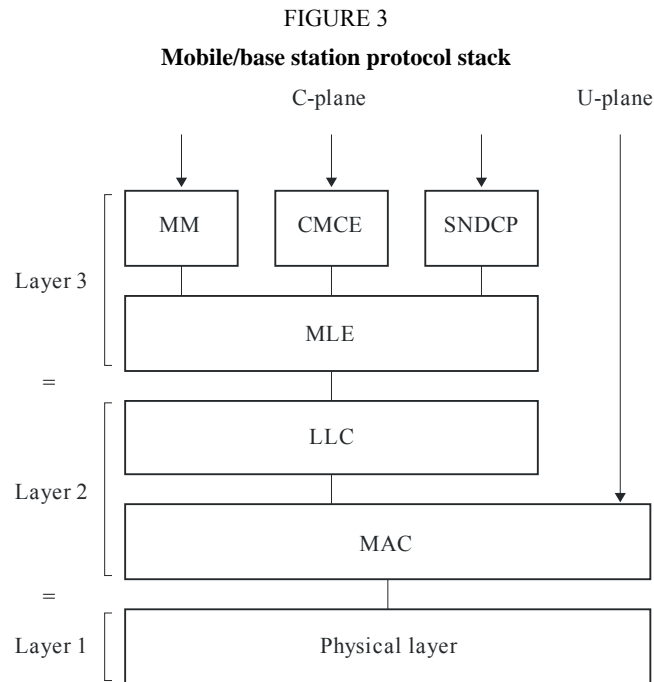 FIGURE 3
Mobile/base station protocol stack
C-plane U-plane
MM CMCE SNDCP
Layer 3
MLE
=
LLC
Layer 2
MAC
=
Layer 1 Physical layer